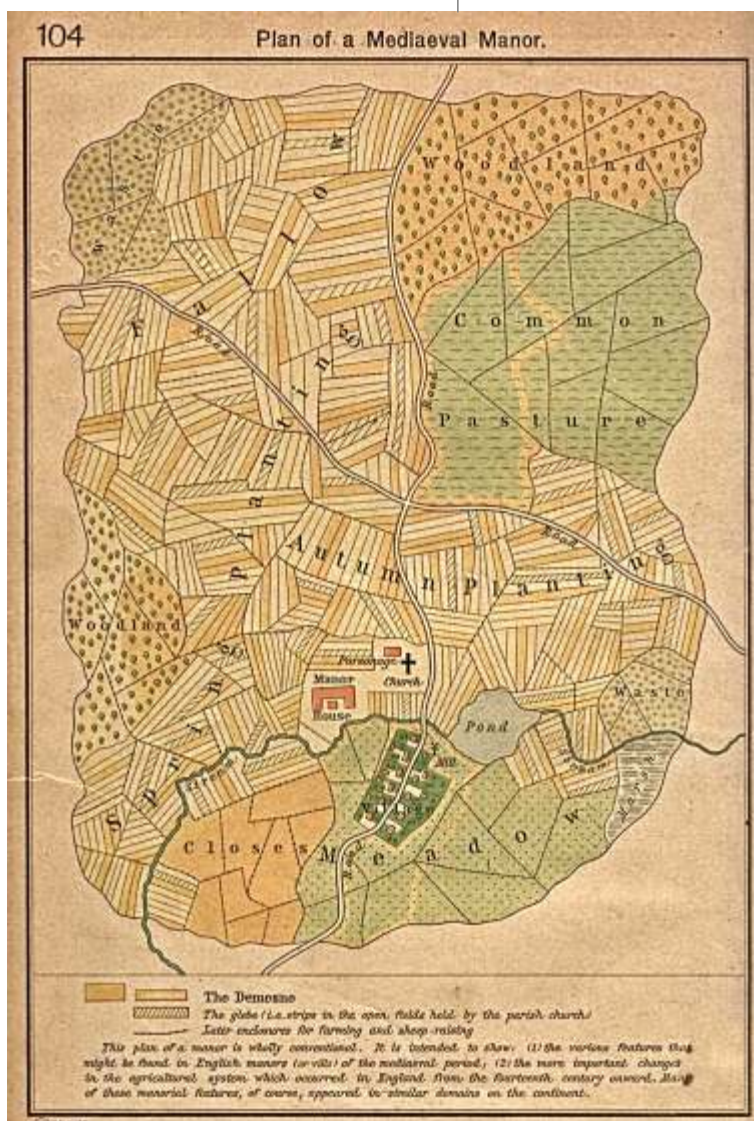 104
Plan of a Mediaeval Manor.
Waste
Woodland
Fallow
Common
Pasture
Road
Road
Spring Planting
Autumn Planting
Road
Woodland
Parsonage
Church
Manor
House
Waste
Pond
Mill
Stream
Stream
Village
Marsh
Closes
Meadow
Road
The Demesne
The glebe (i.e. strips in the open fields held by the parish church)
Later enclosures for farming and sheep-raising
This plan of a manor is wholly conventional. It is intended to show: (1) the various features that
might be found in English manors (or vills) of the mediaeval period; (2) the more important changes
in the agricultural system which occurred in England from the fourteenth century onward. Many
of these manorial features, of course, appeared in similar domains on the continent.